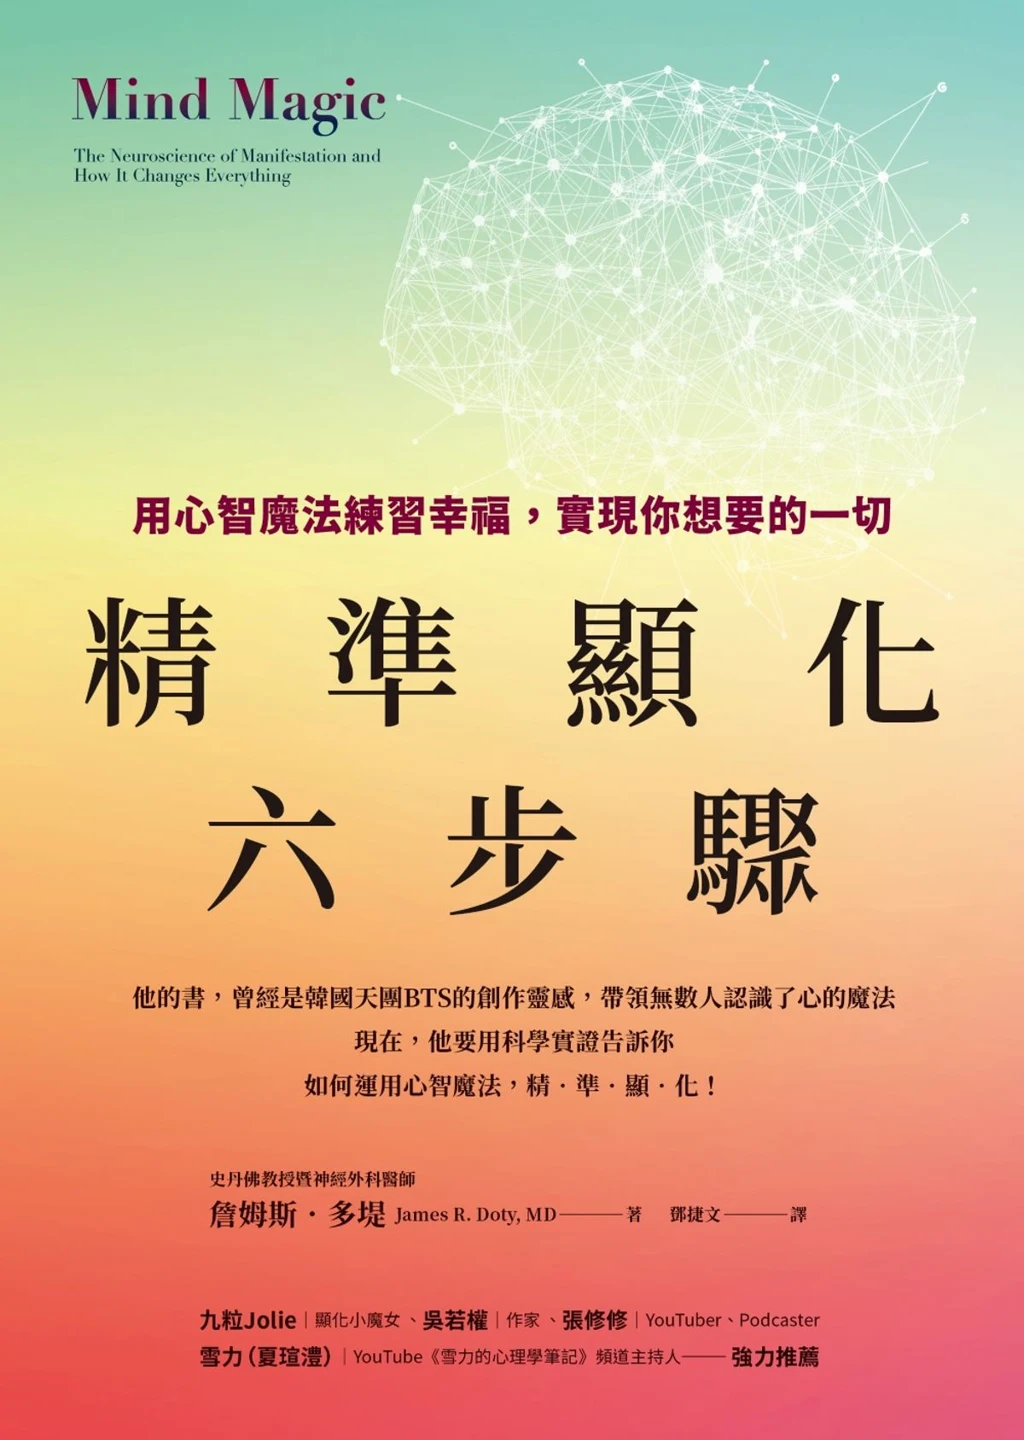 Mind Magic
The Neuroscience of Manifestation and
How It Changes Everything
用心智魔法練習幸福，實現你想要的一切
精準顯化
六步驟
他的書，曾經是韓國天團BTS的創作靈感，帶領無數人認識了心的魔法
現在，他要用科學實證告訴你
如何運用心智魔法，精．準．顯．化！
史丹佛教授暨神經外科醫師
詹姆斯．多堤 James R. Doty, MD──著 鄧捷文──譯
九粒Jolie｜顯化小魔女、吳若權｜作家、張修修｜YouTuber、Podcaster
雪力（夏瑄澧）｜YouTube《雪力的心理學筆記》頻道主持人──強力推薦